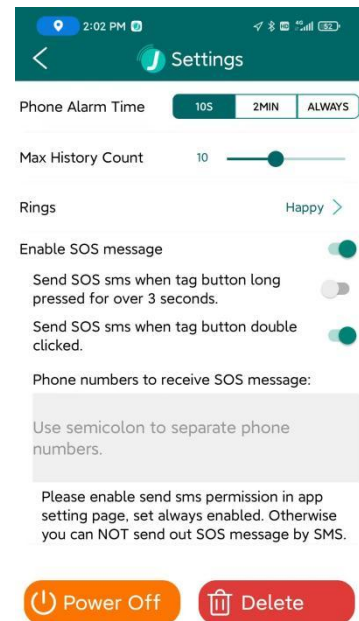 2:02 PM
Settings
Phone Alarm Time 10S 2MIN ALWAYS
Max History Count 10
Rings Happy
Enable SOS message
Send SOS sms when tag button long
pressed for over 3 seconds.
Send SOS sms when tag button double
clicked.
Phone numbers to receive SOS message:
Use semicolon to separate phone
numbers.
Please enable send sms permission in app
setting page, set always enabled. Otherwise
you can NOT send out SOS message by SMS.
Power Off Delete